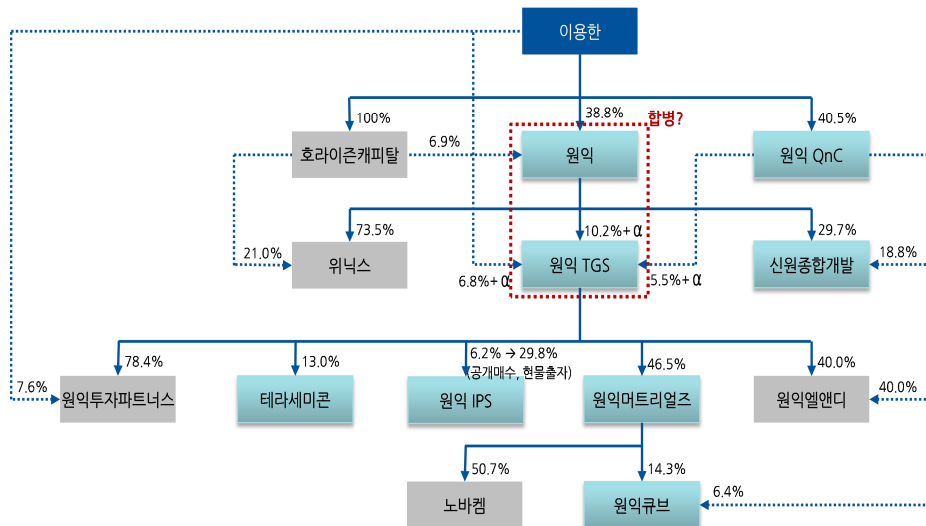 이용한
100%
38.8%
합병?
40.5%
호라이즌캐피탈
6.9%
원익
원익 QnC
73.5%
10.2%+ α
29.7%
21.0%
위닉스
6.8%+ α
원익 TGS
5.5%+ α
신원종합개발
18.8%
78.4%
13.0%
6.2% → 29.8%
(공개매수, 현물출자)
46.5%
40.0%
7.6%
원익투자파트너스
테라세미콘
원익 IPS
원익머트리얼즈
원익엘앤디
40.0%
50.7%
14.3%
노바켐
원익큐브
6.4%